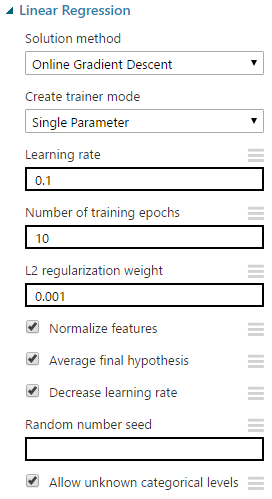 Linear Regression
Solution method
Online Gradient Descent
Create trainer mode
Single Parameter
Learning rate
0.1
Number of training epochs
10
L2 regularization weight
0.001
Normalize features
Average final hypothesis
Decrease learning rate
Random number seed
Allow unknown categorical levels